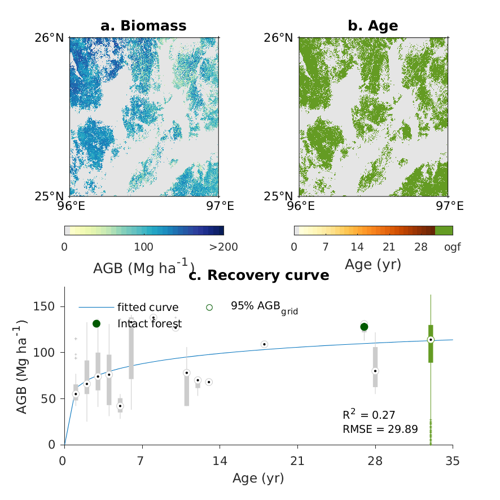 a. Biomass
b. Age
26°N
25°N
96°E
97°E
26°N
25°N
96°E
97°E
0
100
>200
AGB (Mg ha-1)
0
7
14
21
28
ogf
Age (yr)
c. Recovery curve
AGB (Mg ha-1)
150
100
50
0
fitted curve
95% AGBgrid
Intact forest
R2 = 0.27
RMSE = 29.89
0
7
14
21
28
35
Age (yr)